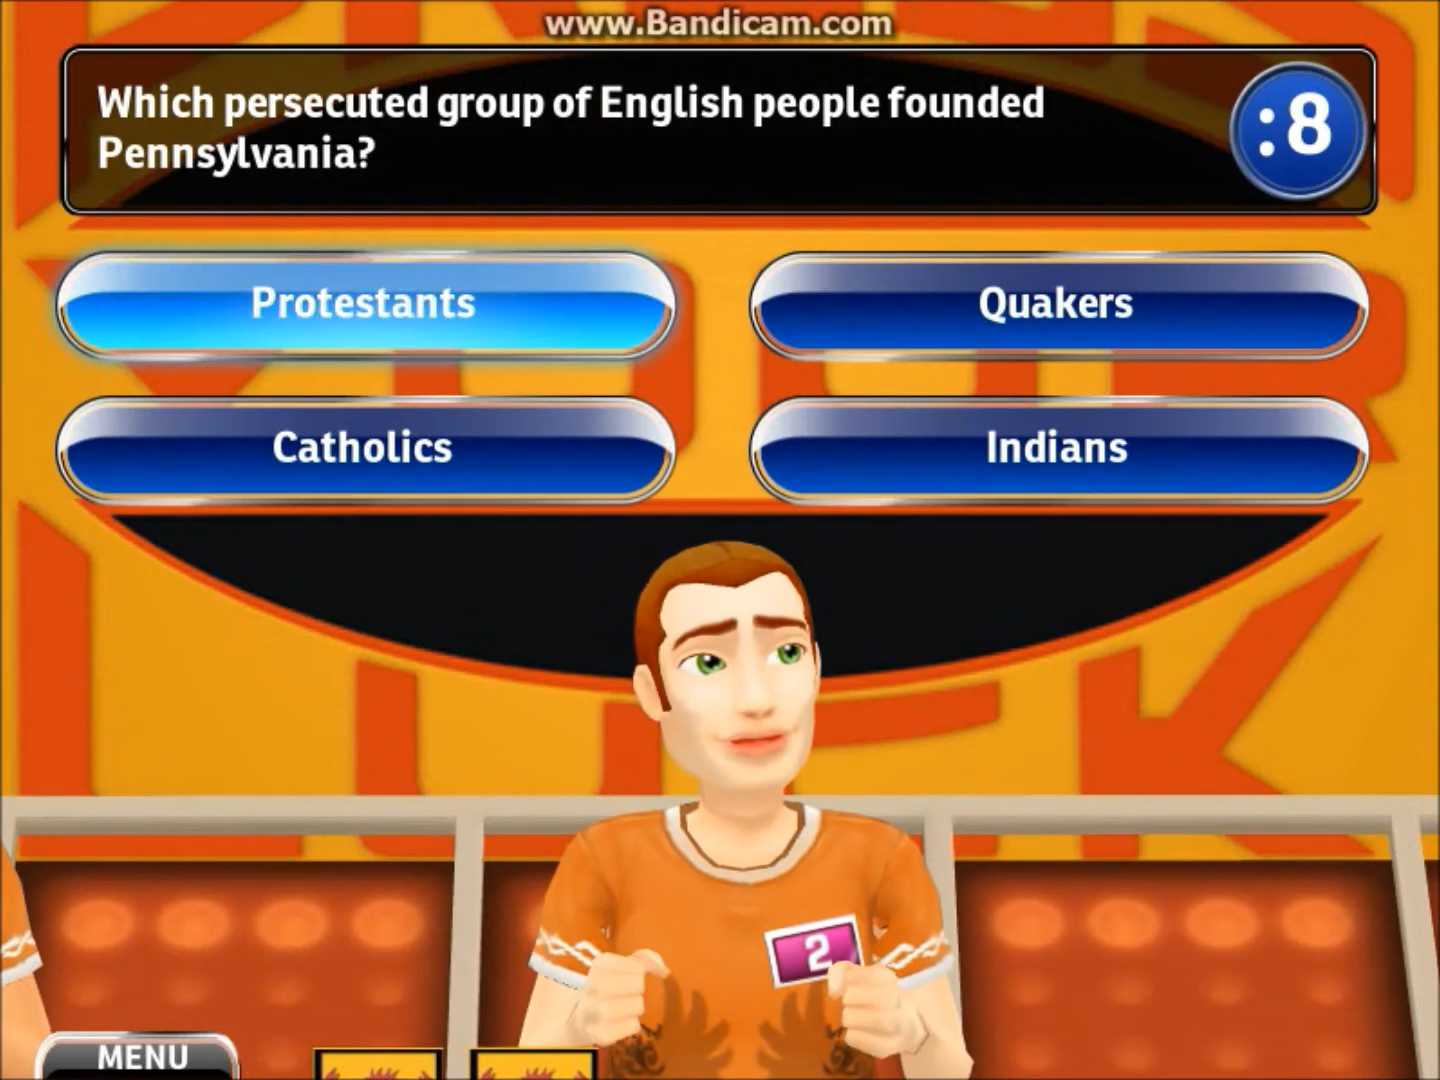 www.Bandicam.com
Which persecuted group of English people founded
Pennsylvania?
:8
Protestants
Quakers
Catholics
Indians
2
MENU